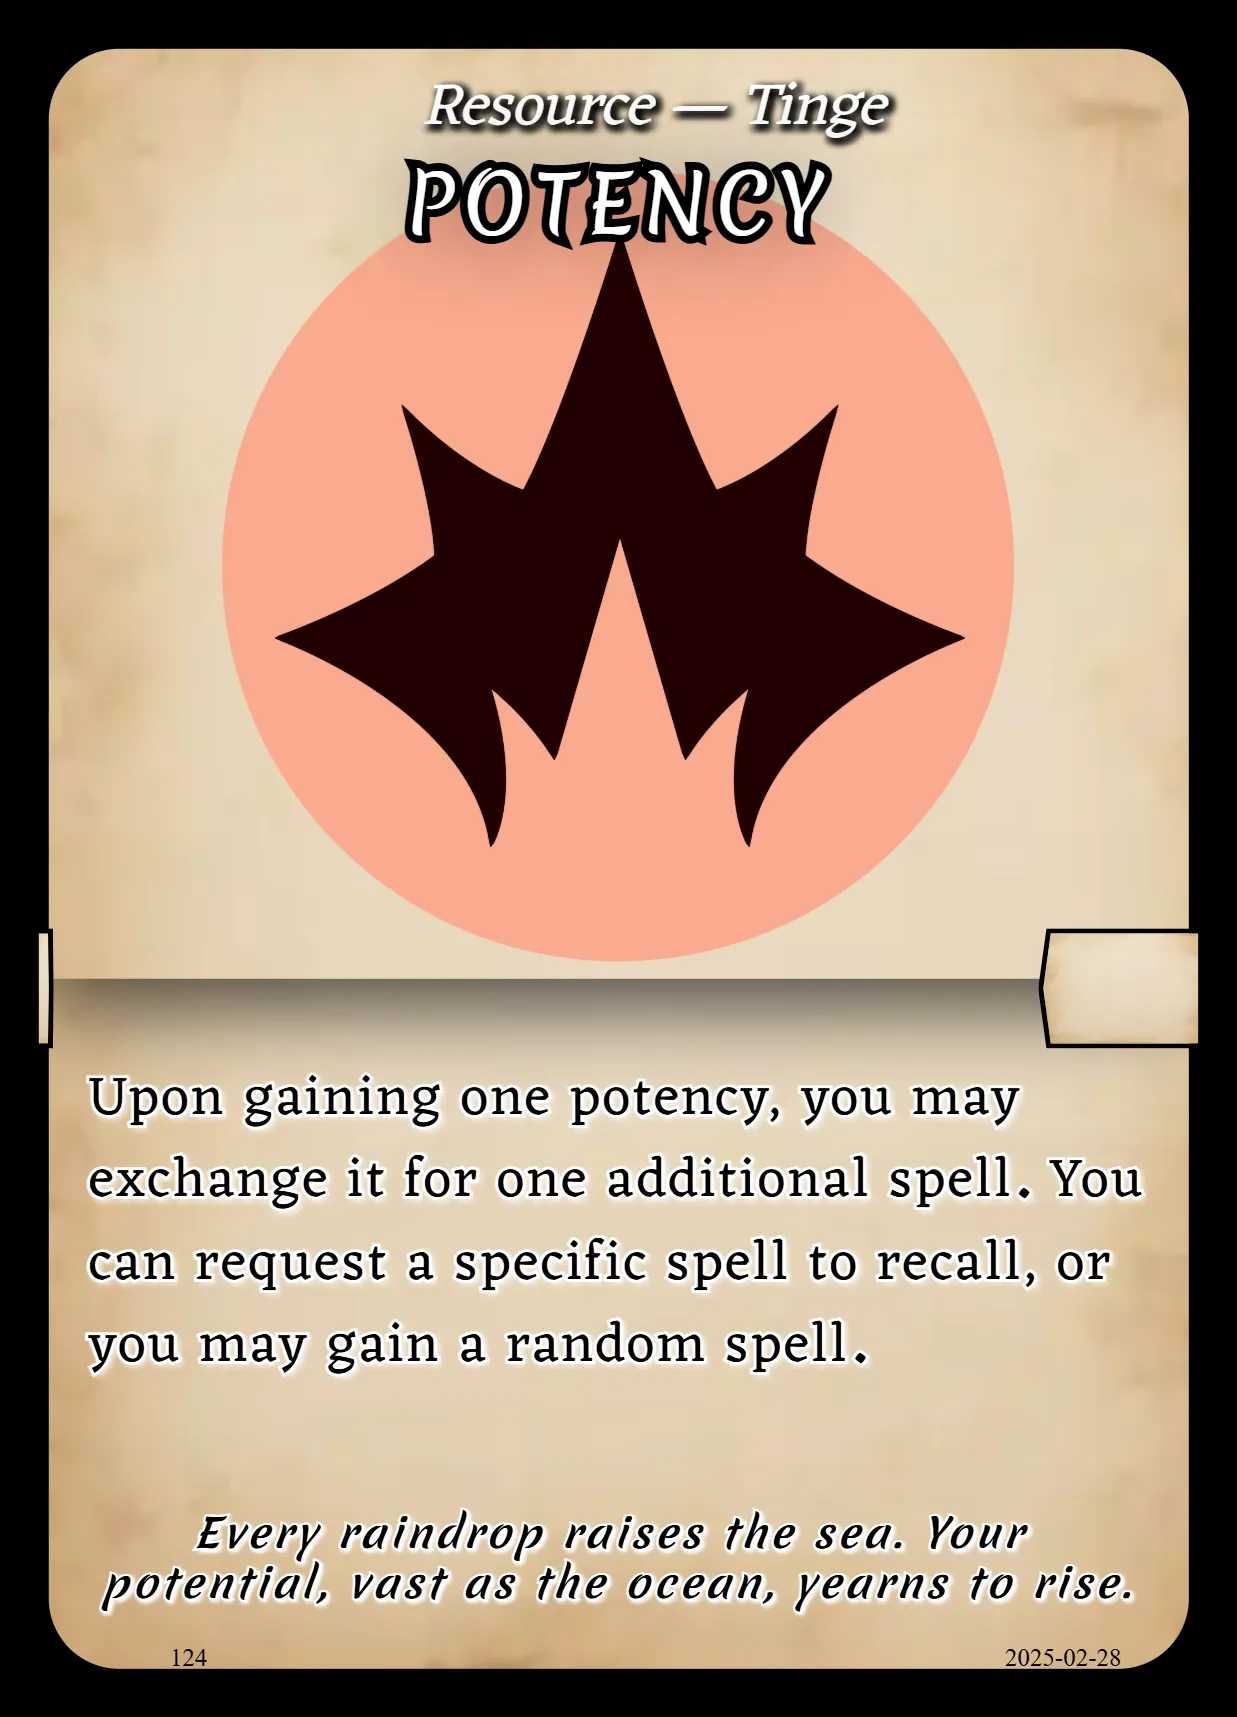 Resource — Tinge
POTENCY
Upon gaining one potency, you may
exchange it for one additional spell. You
can request a specific spell to recall, or
you may gain a random spell.
Every raindrop raises the sea. Your
potential, vast as the ocean, yearns to rise.
124
2025-02-28